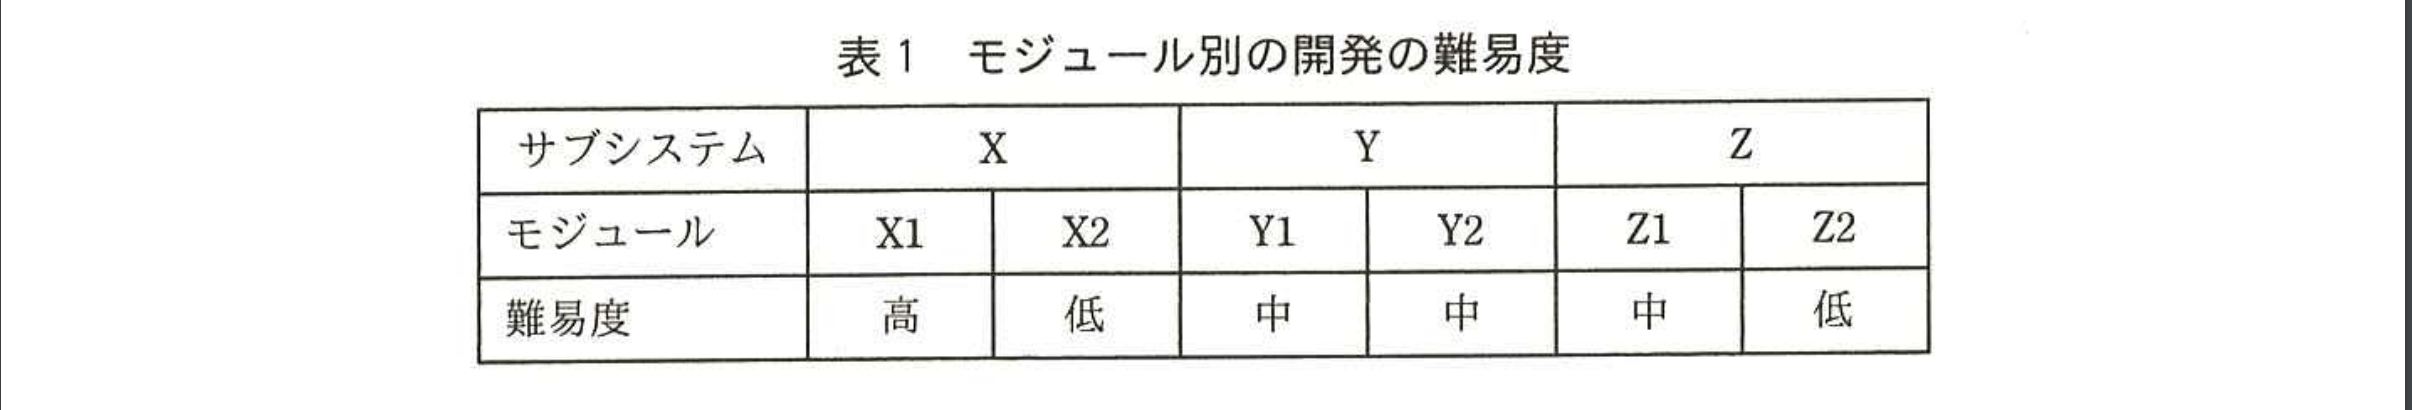 表1　モジュール別の開発の難易度
サブシステム X Y Z
モジュール X1 X2 Y1 Y2 Z1 Z2
難易度 高 低 中 中 中 低